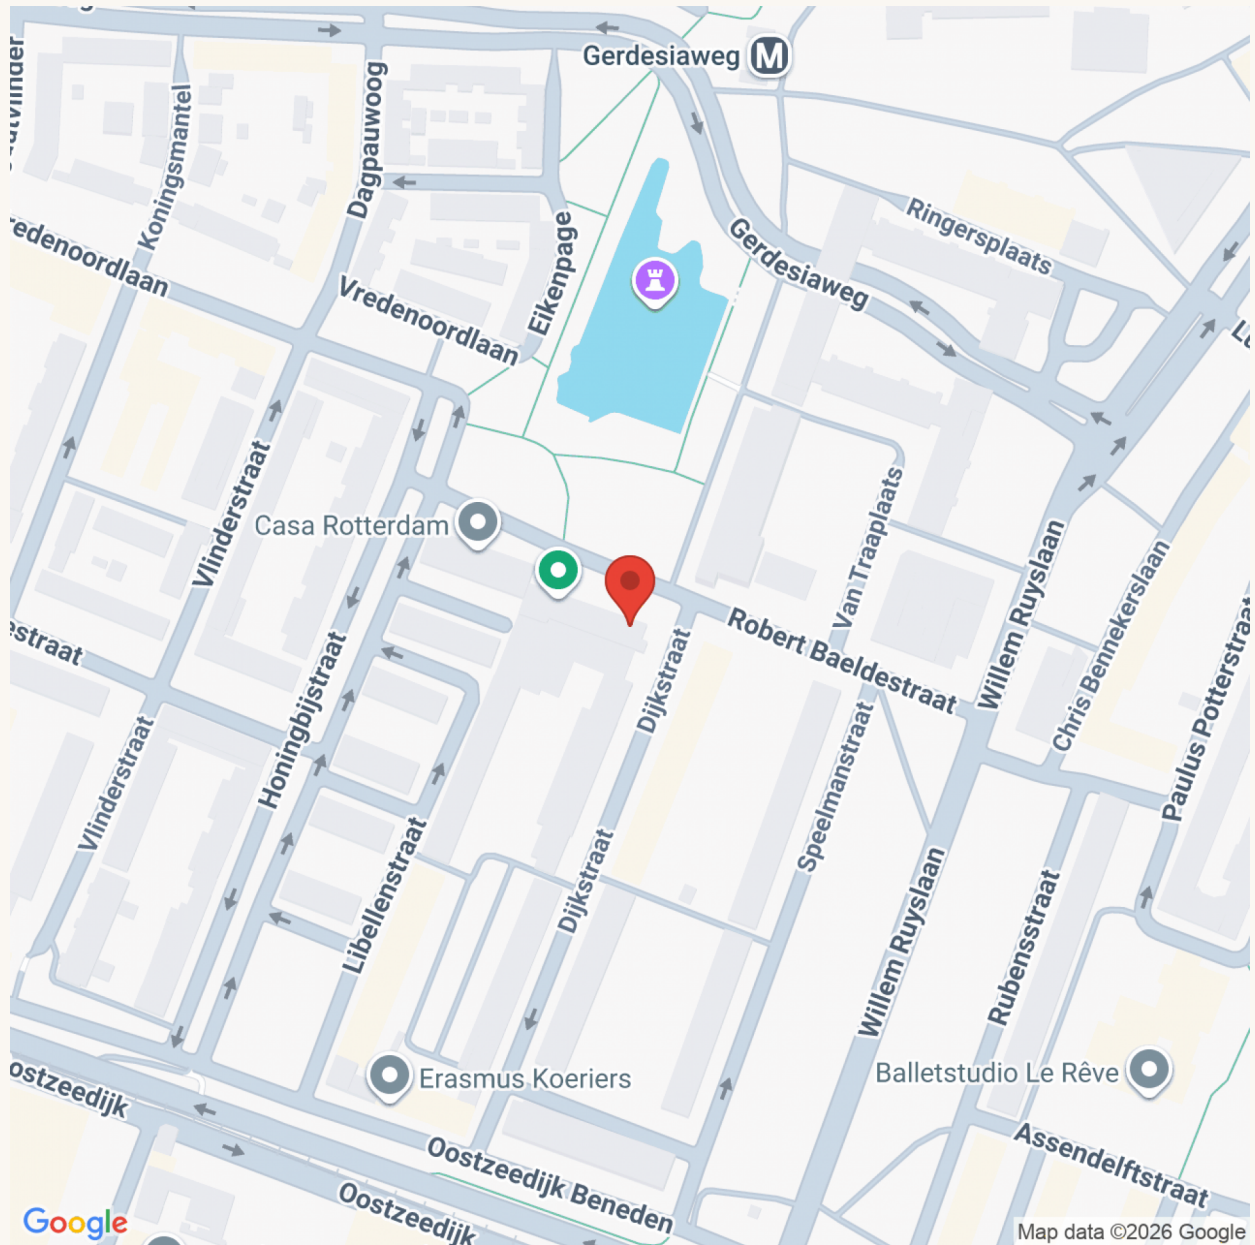 Gerdesiaweg
M
Koningsmantel
Dagpauwoog
Vredenoordlaan
Eikenpage
Gerdesiaweg
Ringersplaats
redenoordlaan
Vlinderstraat
Casa Rotterdam
Van Traaplaats
Willem Ruyslaan
Chris Bennekerslaan
Robert Baeldestraat
Dijkstraat
estraat
Honingbijstraat
Paulus Potterstraat
Vlinderstraat
Speelmanstraat
Dijkstraat
Libellenstraat
Willem Ruyslaan
Rubensstraat
Erasmus Koeriers
Balletstudio Le Rêve
ostzeedijk
Oostzeedijk Beneden
Assendelftstraat
Oostzeedijk
Google
Map data ©2026 Google